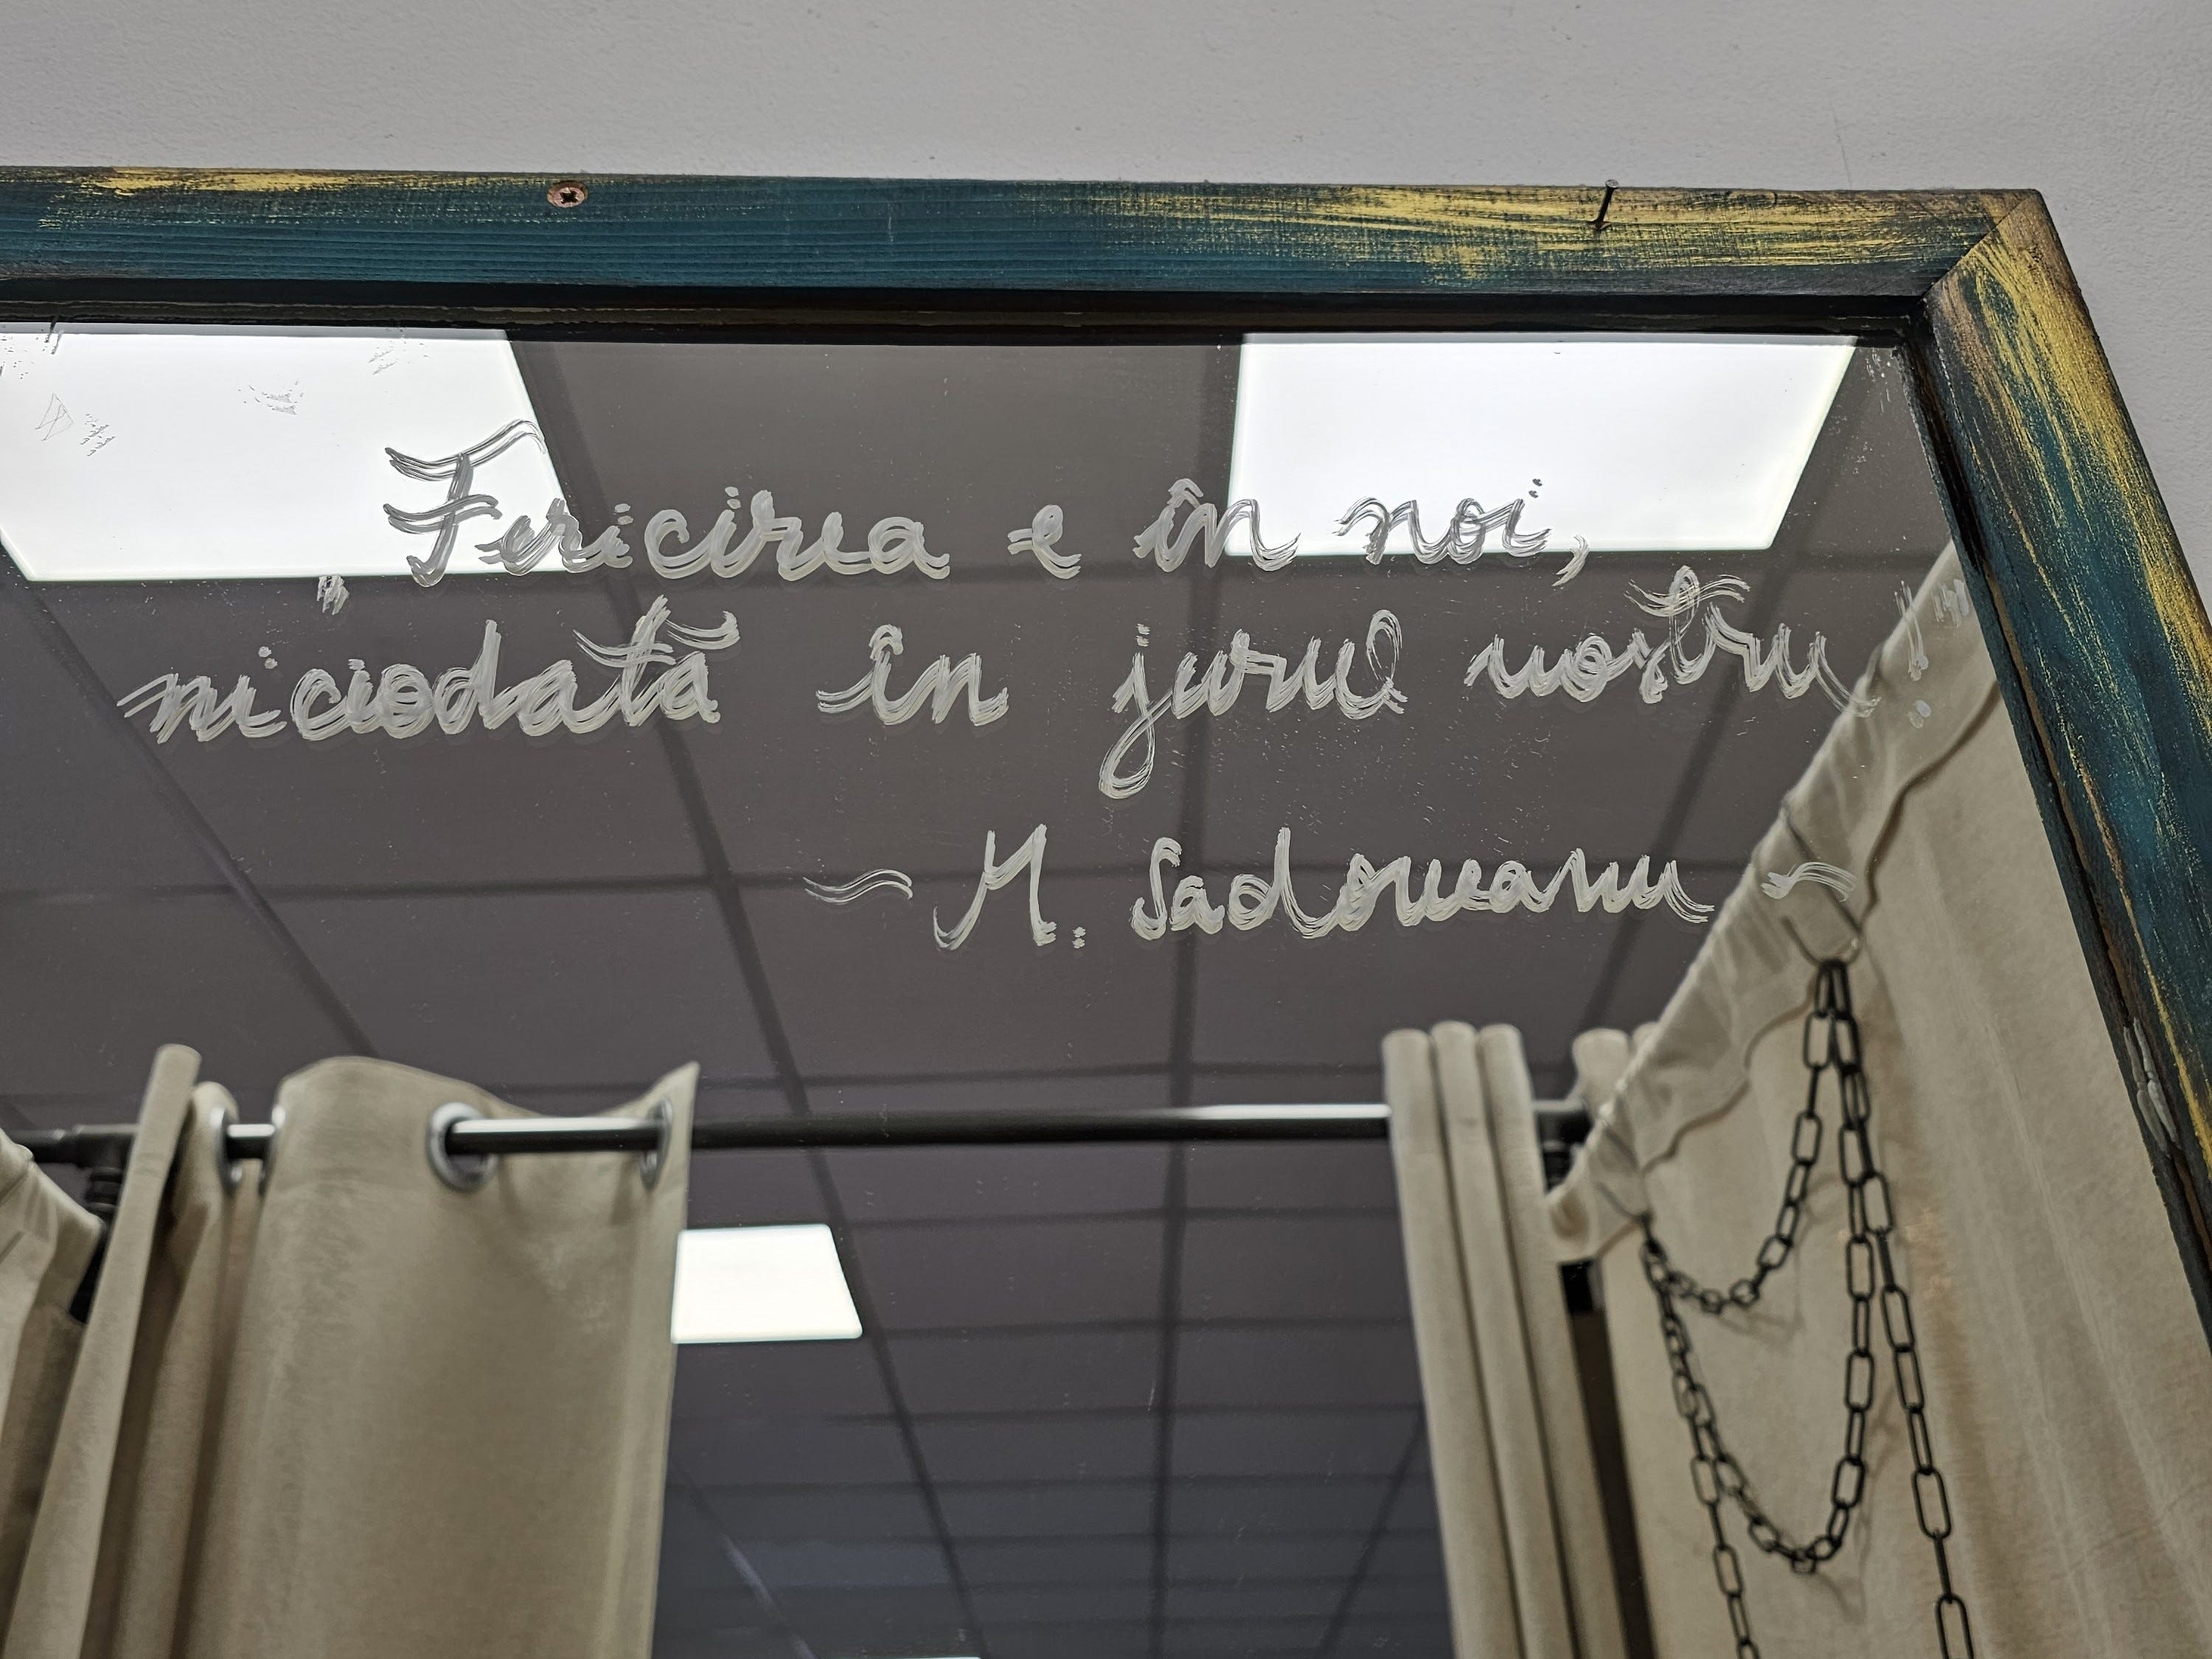 „Fericirea e în noi,
niciodată în jurul nostru!”
~ M. Sadoveanu ~